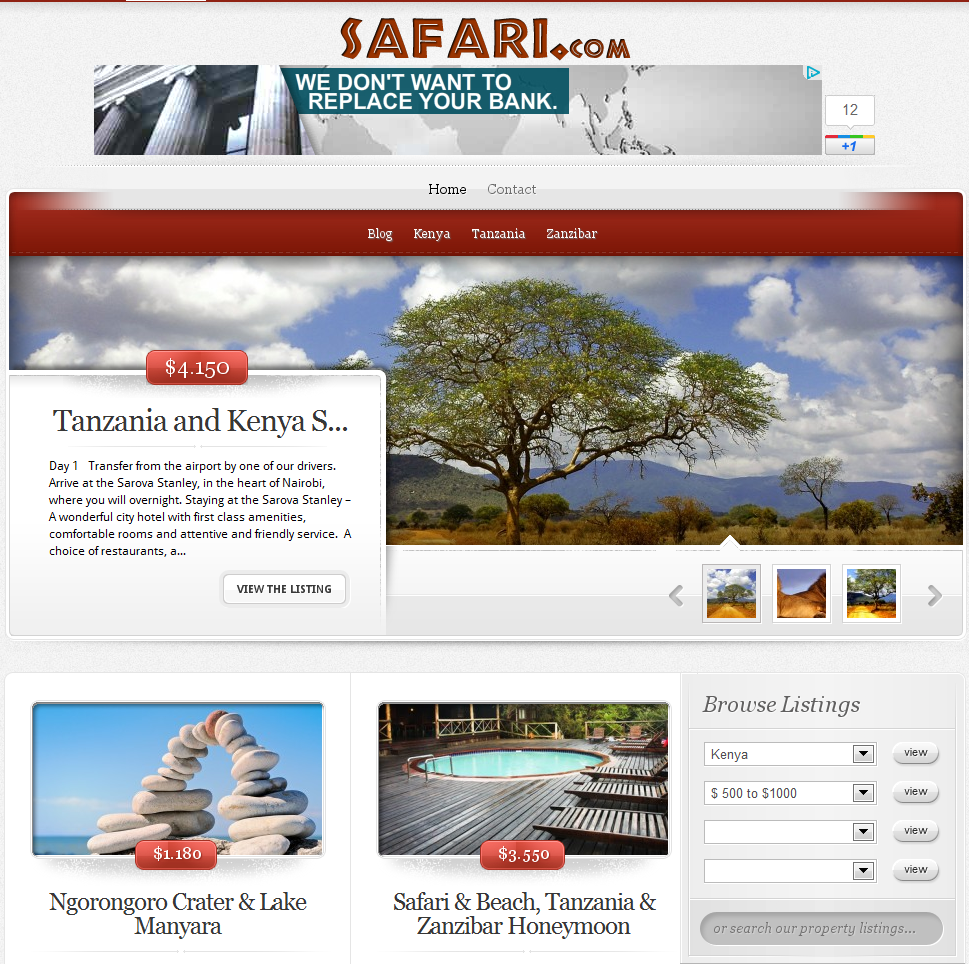 SAFARI.COM
WE DON'T WANT TO
REPLACE YOUR BANK.
12
+1
Home Contact
Blog Kenya Tanzania Zanzibar
$4.150
Tanzania and Kenya S...
Day 1 Transfer from the airport by one of our drivers.
Arrive at the Sarova Stanley, in the heart of Nairobi,
where you will overnight. Staying at the Sarova Stanley –
A wonderful city hotel with first class amenities,
comfortable rooms and attentive and friendly service. A
choice of restaurants, a...
VIEW THE LISTING
$1.180
Ngorongoro Crater & Lake
Manyara
$3.550
Safari & Beach, Tanzania &
Zanzibar Honeymoon
Browse Listings
Kenya view
$ 500 to $1000 view
view
view
or search our property listings...